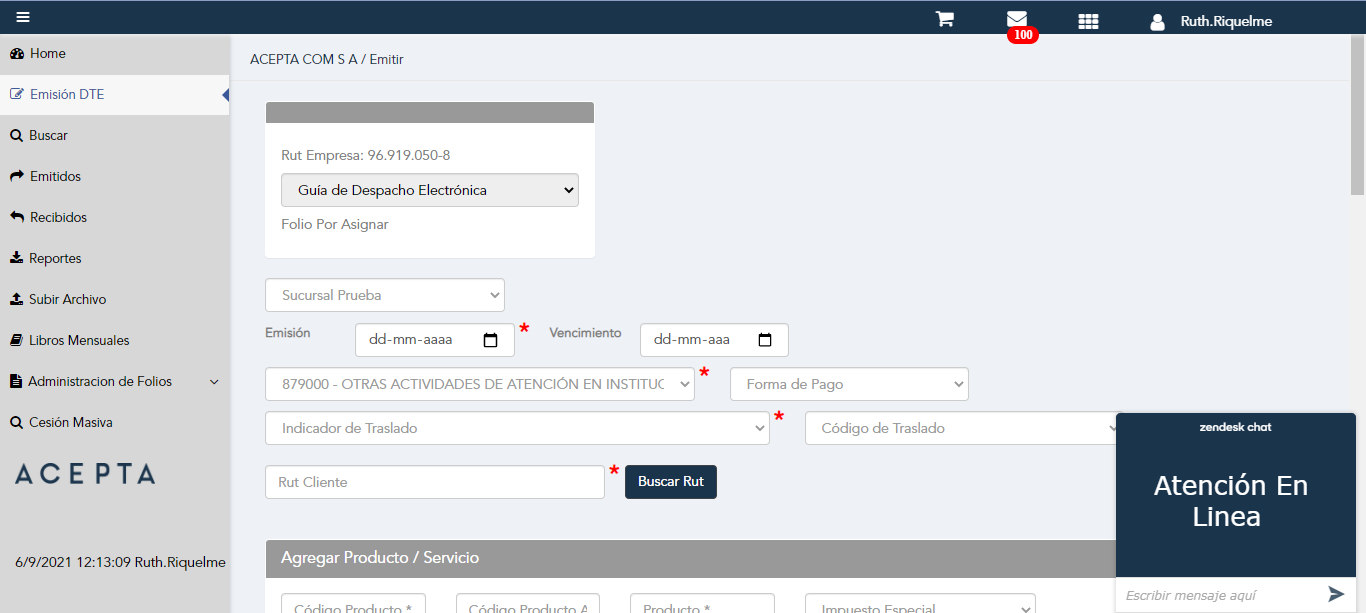 100
Ruth.Riquelme
Home
Emisión DTE
Buscar
Emitidos
Recibidos
Reportes
Subir Archivo
Libros Mensuales
Administracion de Folios
Cesión Masiva
ACEPTA
6/9/2021 12:13:09 Ruth.Riquelme
ACEPTA COM S A / Emitir
Rut Empresa: 96.919.050-8
Guía de Despacho Electrónica
Folio Por Asignar
Sucursal Prueba
Emisión dd-mm-aaaa * Vencimiento dd-mm-aaa
879000 - OTRAS ACTIVIDADES DE ATENCIÓN EN INSTITUC * Forma de Pago
Indicador de Traslado * Código de Traslado
Rut Cliente * Buscar Rut
Agregar Producto / Servicio
Código Producto * Código Producto A Producto * Impuesto Especial
zendesk chat
Atención En
Linea
Escribir mensaje aquí